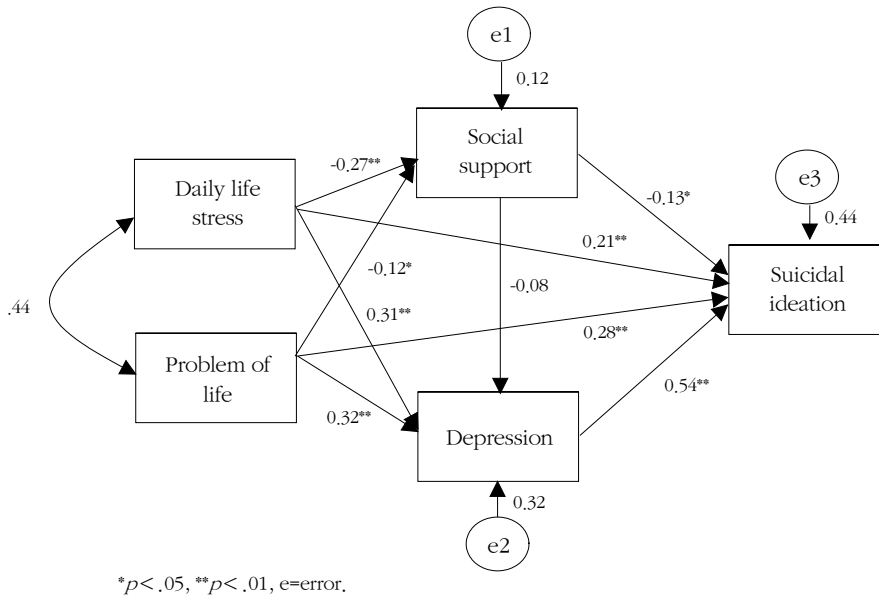 e1
0.12
Social
support
-0.27**
Daily life
stress
-0.13*
e3
0.44
0.21**
Suicidal
ideation
-0.12*
-0.08
.44
0.31**
0.28**
Problem of
life
0.32**
0.54**
Depression
0.32
e2
*p<.05, **p<.01, e=error.